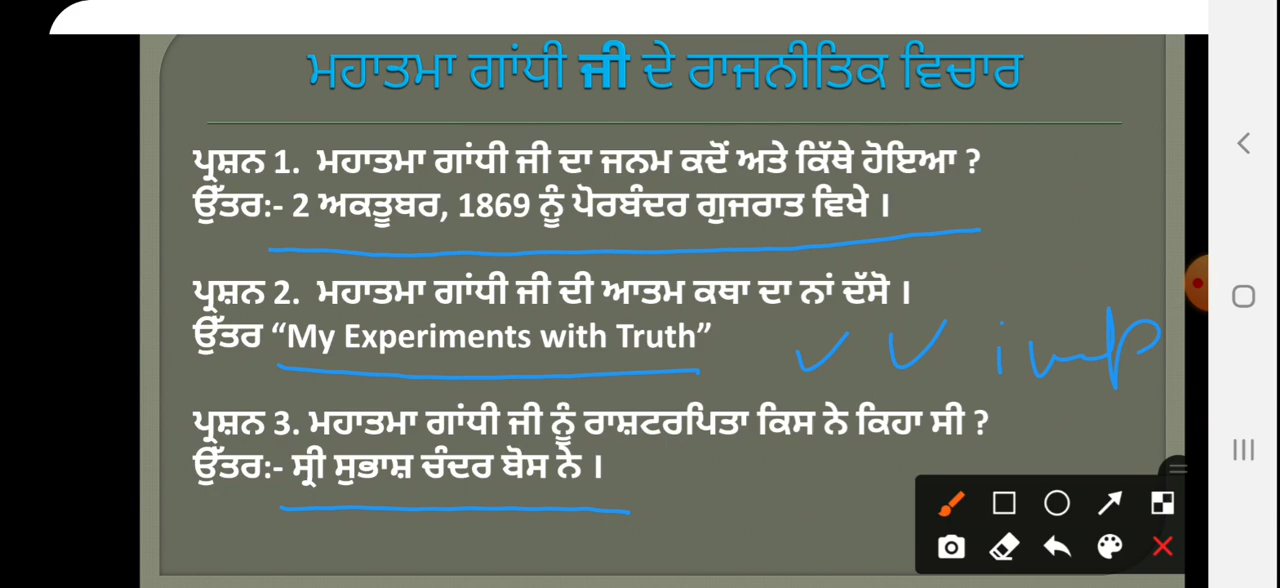 ਮਹਾਤਮਾ ਗਾਂਧੀ ਜੀ ਦੇ ਰਾਜਨੀਤਿਕ ਵਿਚਾਰ
ਪ੍ਰਸ਼ਨ 1. ਮਹਾਤਮਾ ਗਾਂਧੀ ਜੀ ਦਾ ਜਨਮ ਕਦੋਂ ਅਤੇ ਕਿੱਥੇ ਹੋਇਆ ?
ਉੱਤਰ:- 2 ਅਕਤੂਬਰ, 1869 ਨੂੰ ਪੋਰਬੰਦਰ ਗੁਜਰਾਤ ਵਿਖੇ ।
ਪ੍ਰਸ਼ਨ 2. ਮਹਾਤਮਾ ਗਾਂਧੀ ਜੀ ਦੀ ਆਤਮ ਕਥਾ ਦਾ ਨਾਂ ਦੱਸੋ ।
ਉੱਤਰ “My Experiments with Truth”
v v imp
ਪ੍ਰਸ਼ਨ 3. ਮਹਾਤਮਾ ਗਾਂਧੀ ਜੀ ਨੂੰ ਰਾਸ਼ਟਰਪਿਤਾ ਕਿਸ ਨੇ ਕਿਹਾ ਸੀ ?
ਉੱਤਰ:- ਸ੍ਰੀ ਸੁਭਾਸ਼ ਚੰਦਰ ਬੋਸ ਨੇ ।